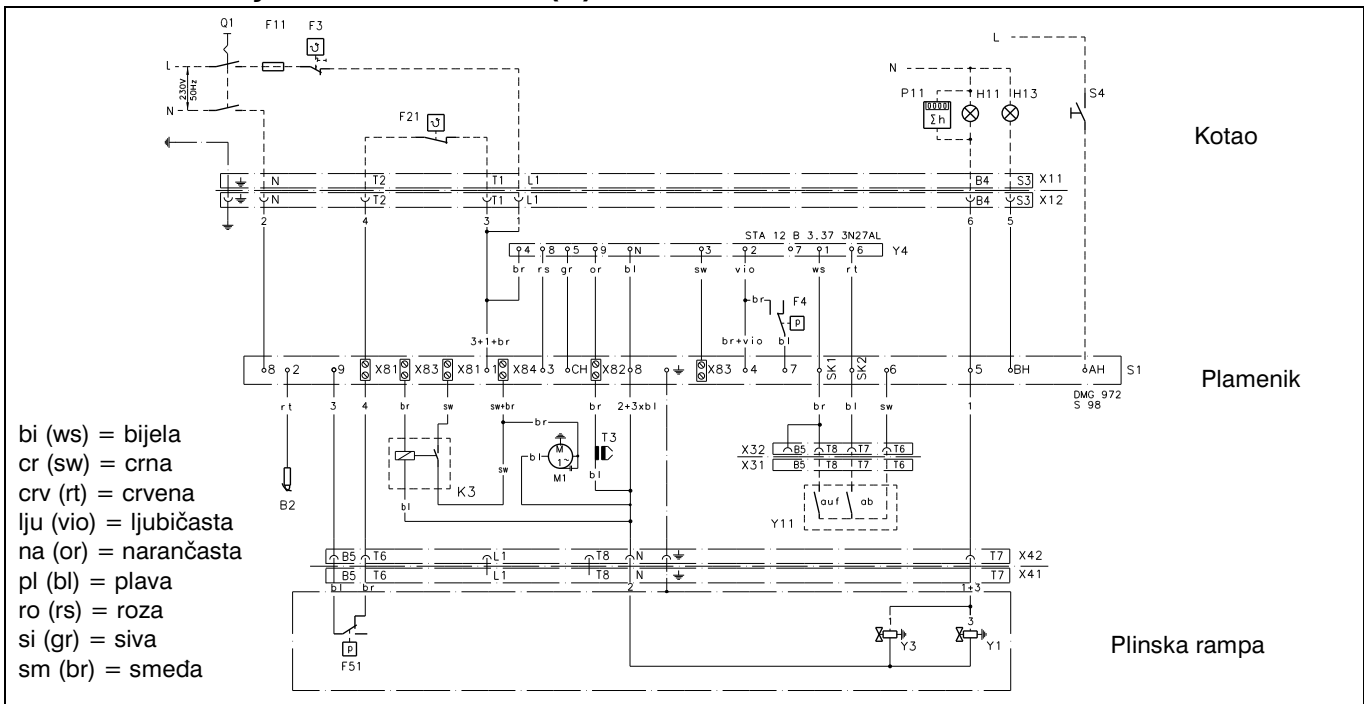 Q1 F11 F3
L
230V
50Hz
N
L
N
P11 H11 H13 S4
Σh
F21
Kotao
N T2 T1 L1 B4 S3 X11
N T2 T1 L1 B4 S3 X12
2 4 3 1 6 5
STA 12 B 3.37 3N27AL
4 8 5 9 N 3 2 7 1 6 Y4
br rs gr or bl sw vio ws rt
br F4
P
3+1+br br+vio bl
8 2 9 X81 X83 X81 1 X84 3 CH X82 8 X83 4 7 SK1 SK2 6 5 BH AH S1
DMG 972
S 98
Plamenik
rt 3 4 br sw sw+br br 2+3xbl br bl sw 1
br T3
M
1~
bl M1 bl
sw
K3
bl
B2
X32 B5 T8 T7 T6
X31 B5 T8 T7 T6
auf ab
Y11
bi (ws) = bijela
cr (sw) = crna
crv (rt) = crvena
lju (vio) = ljubičasta
na (or) = narančasta
pl (bl) = plava
ro (rs) = roza
si (gr) = siva
sm (br) = smeđa
B5 T6 L1 T8 N T7 X42
B5 T6 L1 T8 N T7 X41
bl br 2 1+3
1 3
P
F51
Y3 Y1
Plinska rampa